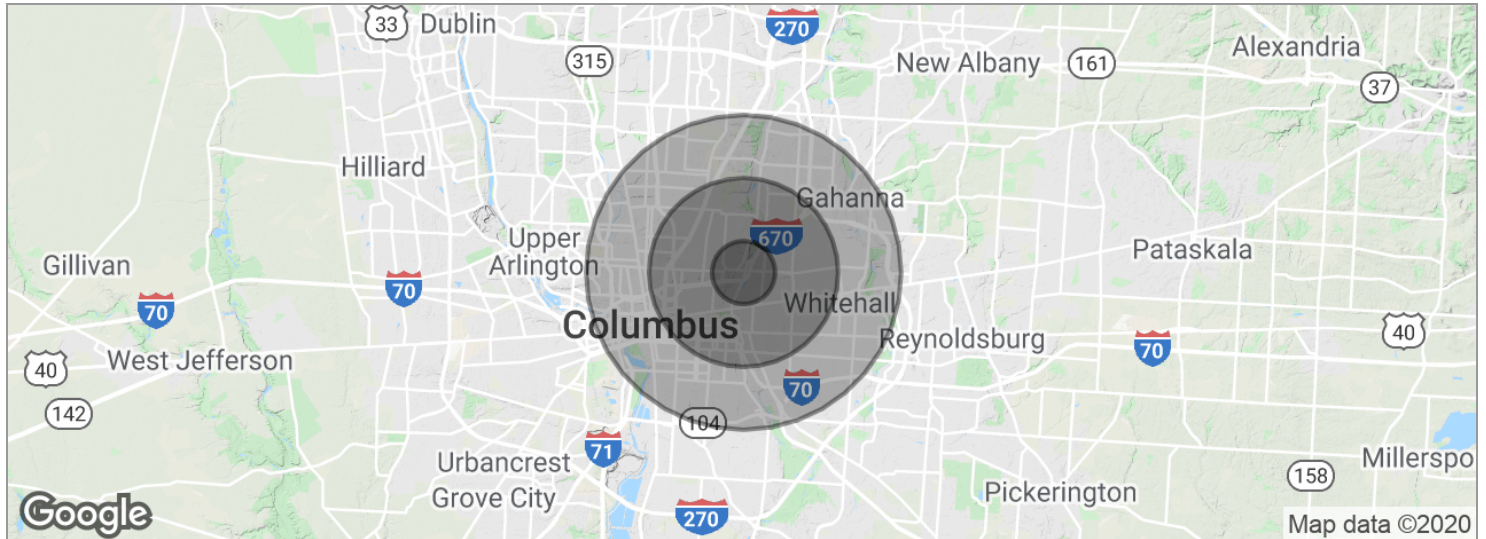 33
Dublin
270
315
New Albany
161
Alexandria
37
Hilliard
Gahanna
670
Upper
Arlington
Pataskala
Gillivan
70
70
Whitehall
Columbus
Reynoldsburg
70
40
40
West Jefferson
70
142
104
71
Urbancrest
Millerspo
158
Grove City
Pickerington
270
Google
Map data ©2020